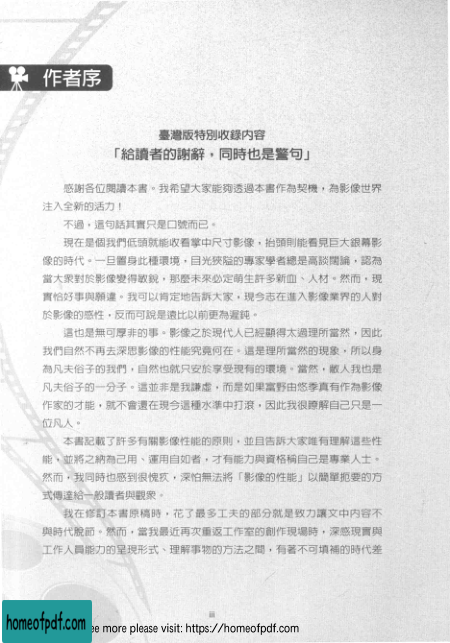 作者序
臺灣版特別收錄內容
「給讀者的謝辭，同時也是警句」
感謝各位閱讀本書。我希望大家能夠透過本書作為契機，為影像世界
注入全新的活力！
不過，這句話其實只是口號而已。
現在是個我們低頭就能收看掌中尺寸影像，抬頭則能看見巨大銀幕影
像的時代。一旦置身此種環境，目光狹隘的專家學者總是高談闊論，認為
當大眾對於影像變得敏銳，那麼未來必定萌生許多新血、人材。然而，現
實恰好事與願違。我可以肯定地告訴大家，現今志在進入影像業界的人對
於影像的感性，反而可說是遠比以前更為遲鈍。
這也是無可厚非的事。影像之於現代人已經顯得太過理所當然，因此
我們自然不再去深思影像的性能究竟何在。這是理所當然的現象，所以身
為凡夫俗子的我們，自然也就只安於享受現有的環境。當然，敝人我也是
凡夫俗子的一分子。這並非是我謙虛，而是如果富野由悠季真有作為影像
作家的才能，就不會還在現今這種水準中打滾，因此我很瞭解自己只是一
位凡人。
本書記載了許多有關影像性能的原則，並且告訴大家唯有理解這些性
能，並將之納為己用、運用自如者，才有能力與資格稱自己是專業人士。
然而，我同時也感到很愧疚，深怕無法將「影像的性能」以簡單扼要的方
式傳達給一般讀者與觀眾。
我在修訂本書原稿時，花了最多工夫的部分就是致力讓文中內容不
與時代脫節。然而，當我最近再次重返工作室的創作現場時，深感現實與
工作人員能力的呈現形式、理解事物的方法之間，有著不可填補的時代差
homeofpdf.com
ee more please visit: https://homeofpdf.com